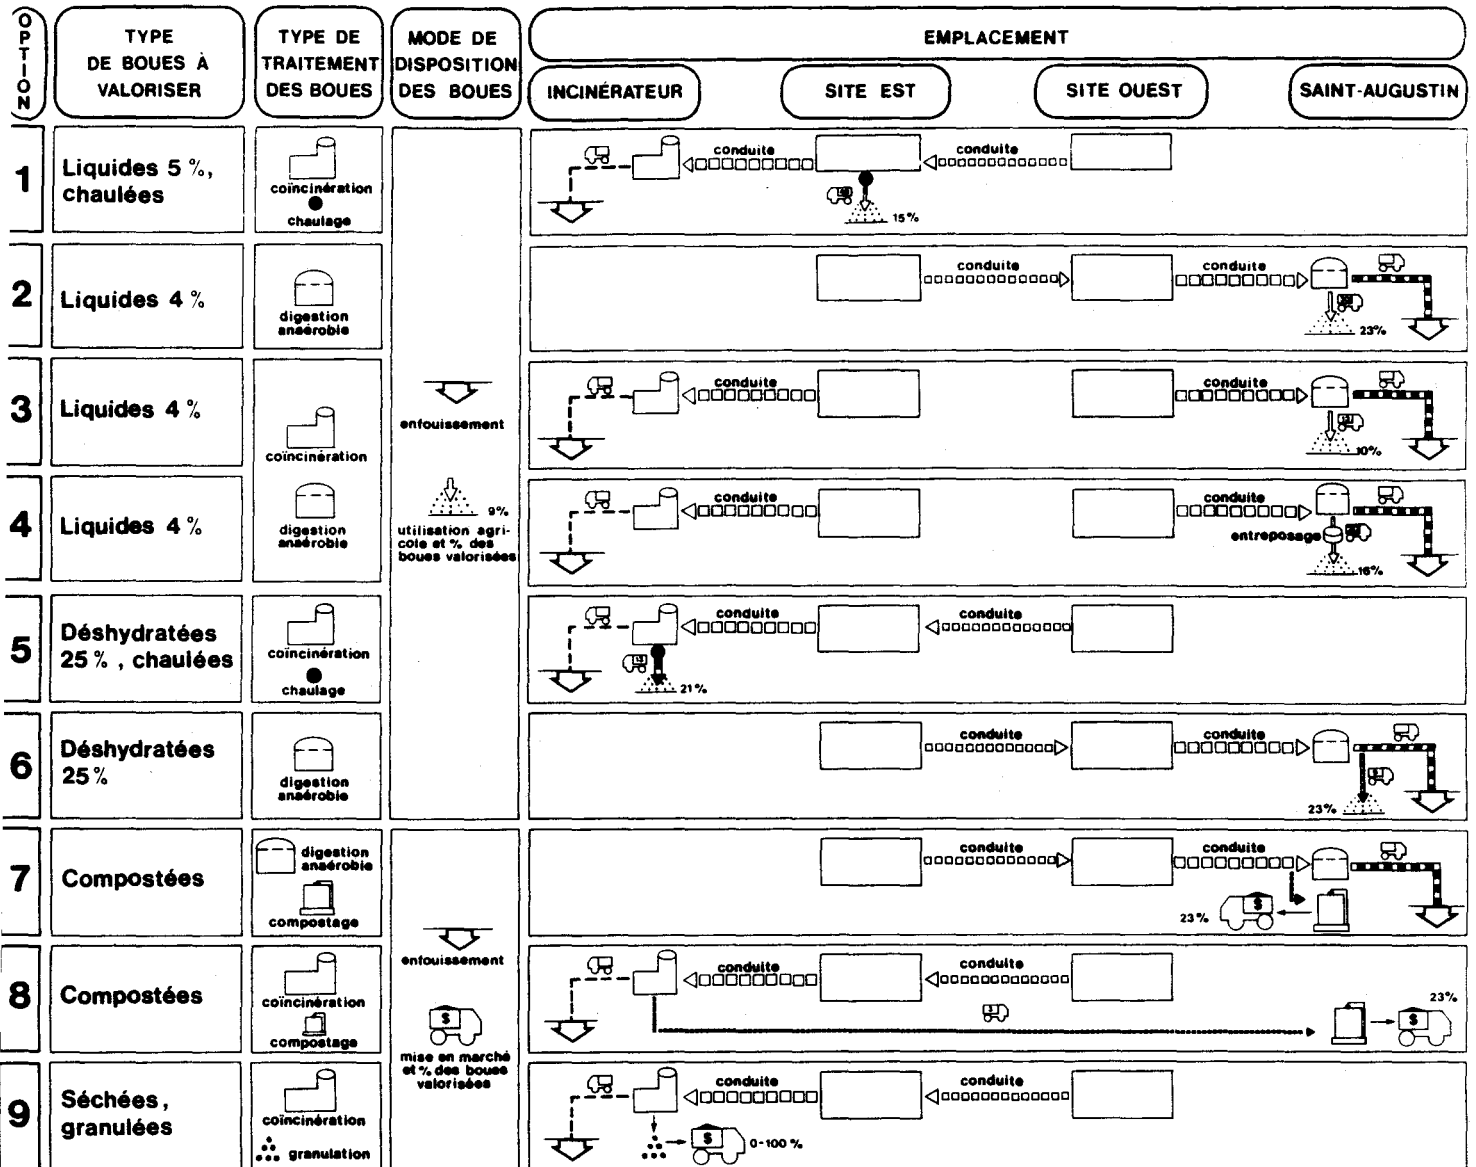 OPTION
TYPE
DE BOUES À
VALORISER
TYPE DE
TRAITEMENT
DES BOUES
MODE DE
DISPOSITION
DES BOUES
EMPLACEMENT
INCINÉRATEUR
SITE EST
SITE OUEST
SAINT-AUGUSTIN
1
Liquides 5 %,
chaulées
coïncinération
chaulage
conduite
conduite
15%
2
Liquides 4 %
digestion
anaérobie
conduite
conduite
23%
3
Liquides 4 %
coïncinération
enfouissement
conduite
conduite
10%
4
Liquides 4 %
digestion
anaérobie
9%
utilisation agri-
cole et % des
boues valorisées
conduite
conduite
entreposage
16%
5
Déshydratées
25 % , chaulées
coïncinération
chaulage
conduite
conduite
21%
6
Déshydratées
25 %
digestion
anaérobie
conduite
conduite
23%
7
Compostées
digestion
anaérobie
compostage
conduite
conduite
$
23%
8
Compostées
coïncinération
compostage
enfouissement
$
mise en marché
et % des boues
valorisées
conduite
conduite
$
23%
$
9
Séchées,
granulées
coïncinération
granulation
conduite
conduite
$
0-100 %